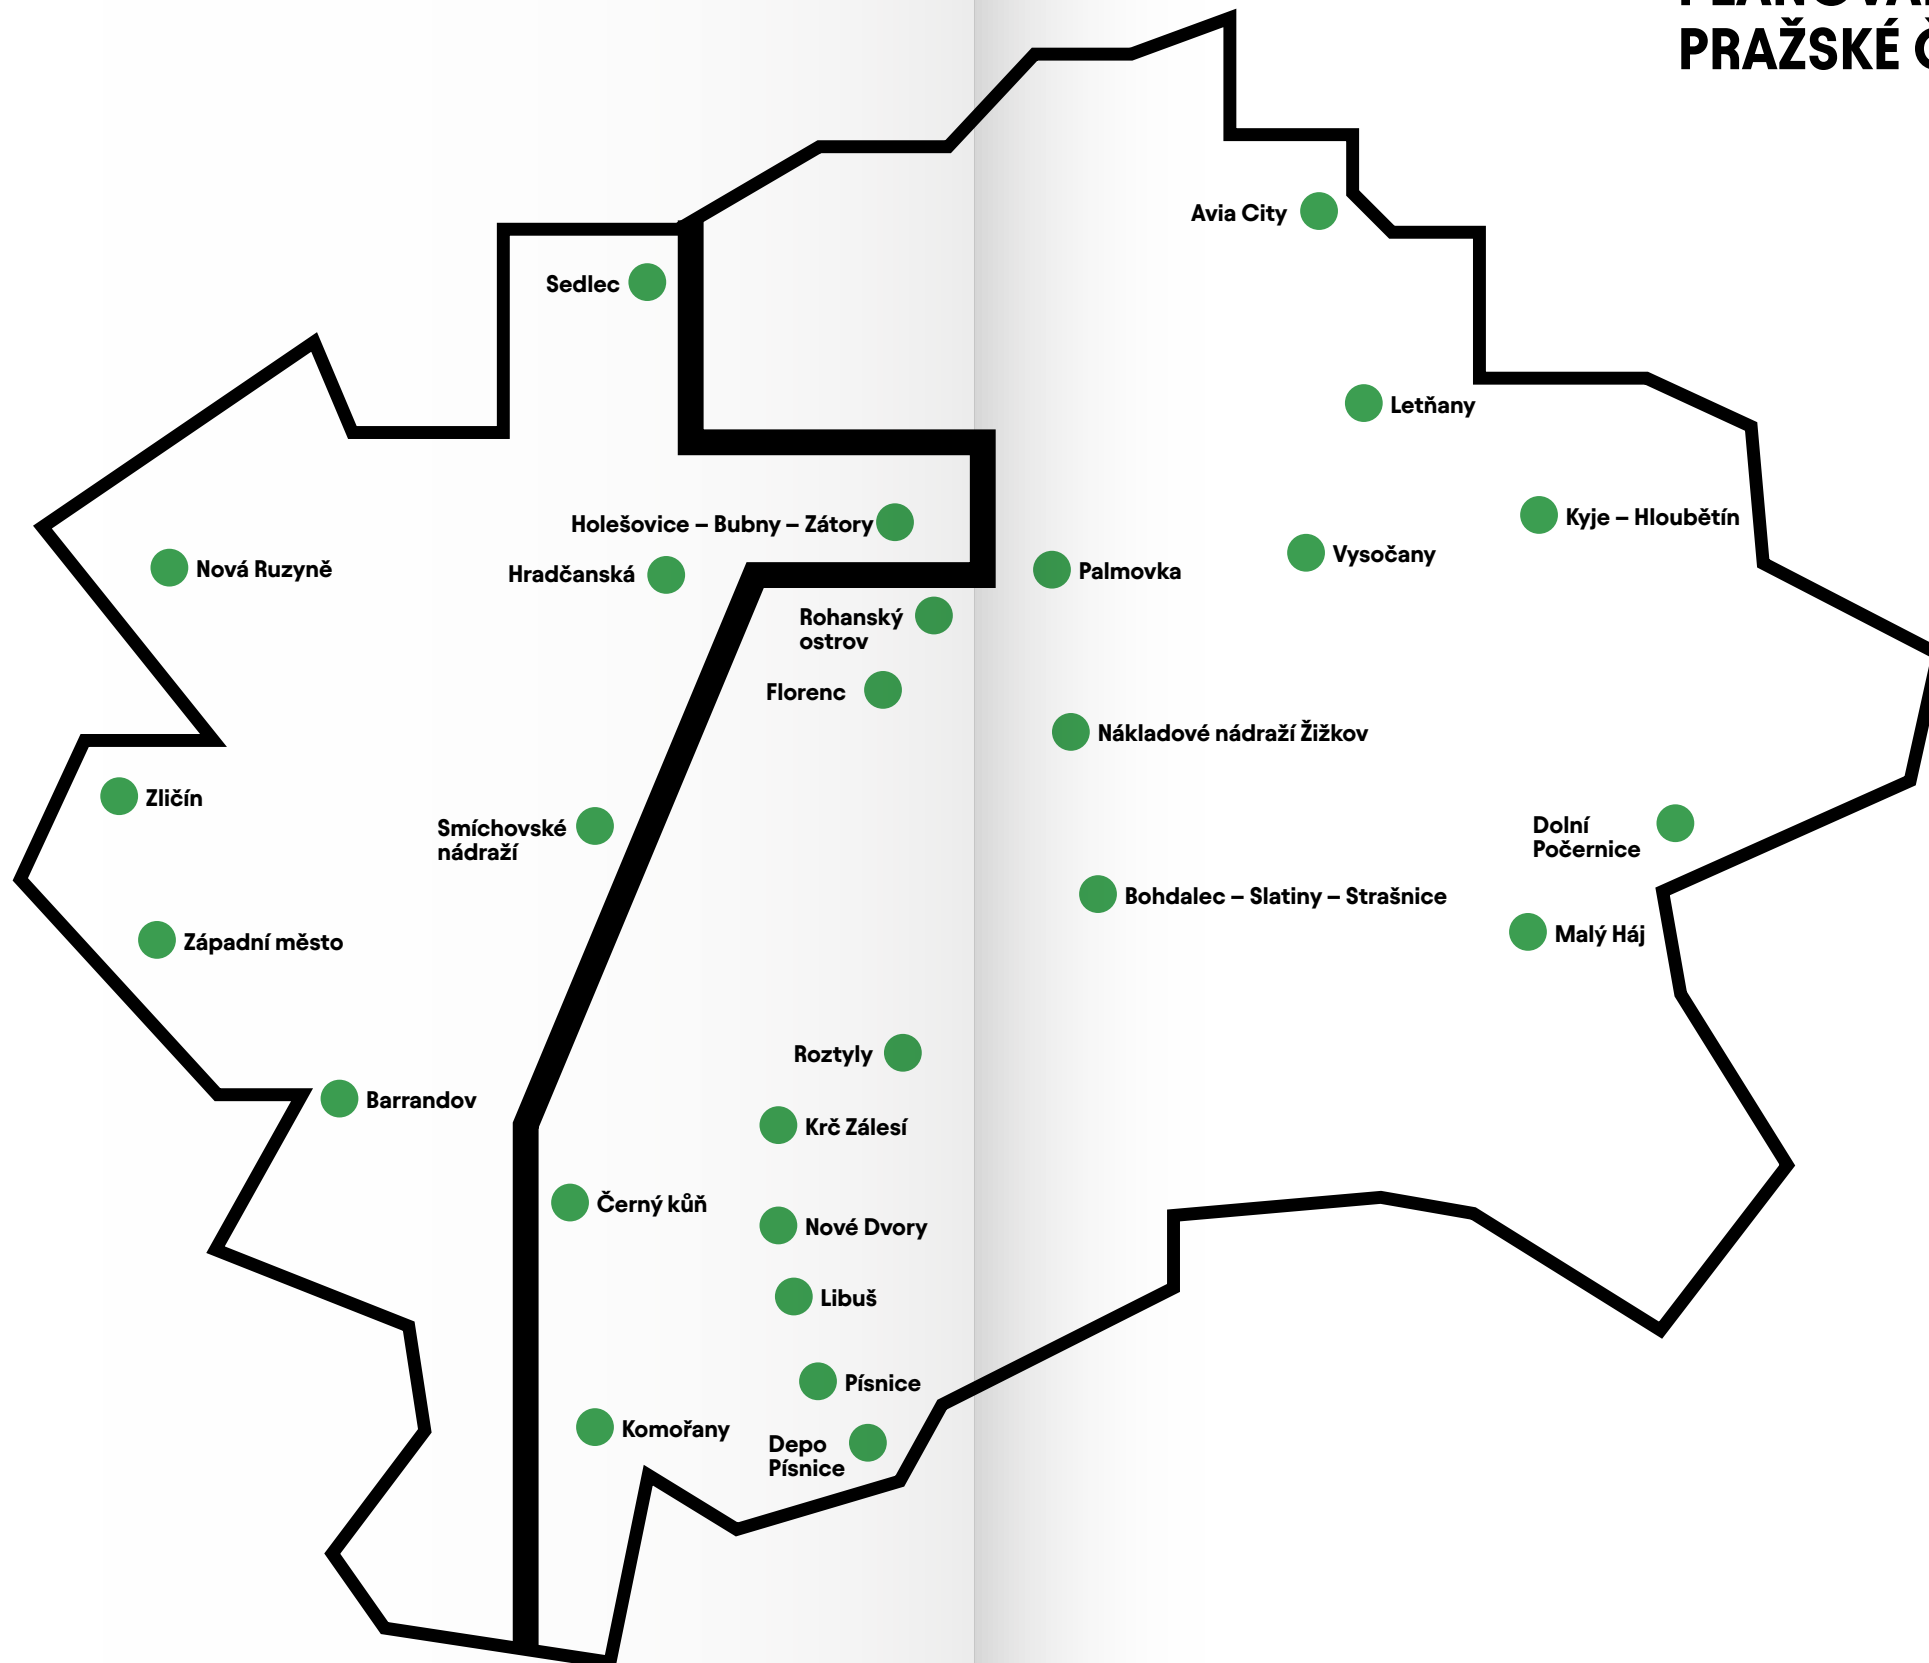 PRAŽSKÉ
Avia City
Sedlec
Letňany
Kyje – Hloubětín
Holešovice – Bubny – Zátory
Vysočany
Nová Ruzyně
Hradčanská
Palmovka
Rohanský
ostrov
Florenc
Nákladové nádraží Žižkov
Zličín
Smíchovské
nádraží
Dolní
Počernice
Bohdalec – Slatiny – Strašnice
Západní město
Malý Háj
Roztyly
Barrandov
Krč Zálesí
Černý kůň
Nové Dvory
Libuš
Písnice
Komořany
Depo
Písnice